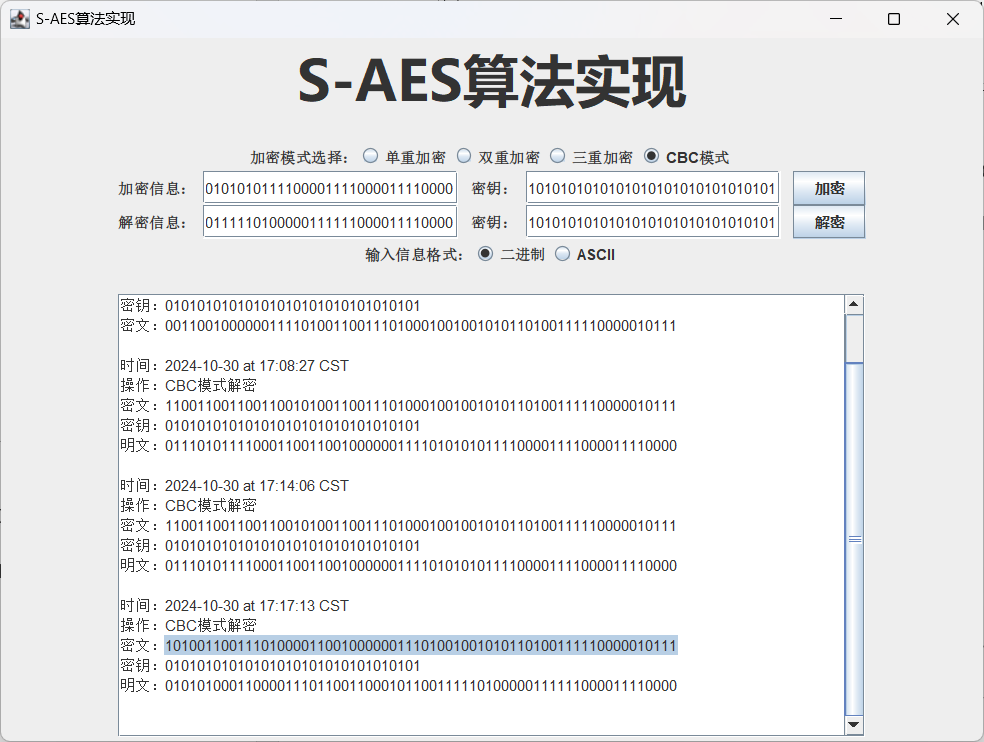 S-AES算法实现
S-AES算法实现
加密模式选择： 单重加密 双重加密 三重加密 CBC模式
加密信息： 0101010111100001111000011110000 密钥： 1010101010101010101010101010101 加密
解密信息： 0111110100000111111000011110000 密钥： 1010101010101010101010101010101 解密
输入信息格式： 二进制 ASCII
密钥：01010101010101010101010101010101
密文：0011001000000111101001100111010001001001010110100111110000010111
时间：2024-10-30 at 17:08:27 CST
操作：CBC模式解密
密文：1100110011001100101001100111010001001001010110100111110000010111
密钥：01010101010101010101010101010101
明文：0111010111100011001100100000011110101010111100001111000011110000
时间：2024-10-30 at 17:14:06 CST
操作：CBC模式解密
密文：1100110011001100101001100111010001001001010110100111110000010111
密钥：01010101010101010101010101010101
明文：0111010111100011001100100000011110101010111100001111000011110000
时间：2024-10-30 at 17:17:13 CST
操作：CBC模式解密
密文：1010011001110100001100100000011101001001010110100111110000010111
密钥：01010101010101010101010101010101
明文：0101010001100001110110011000101100111110100000111111000011110000